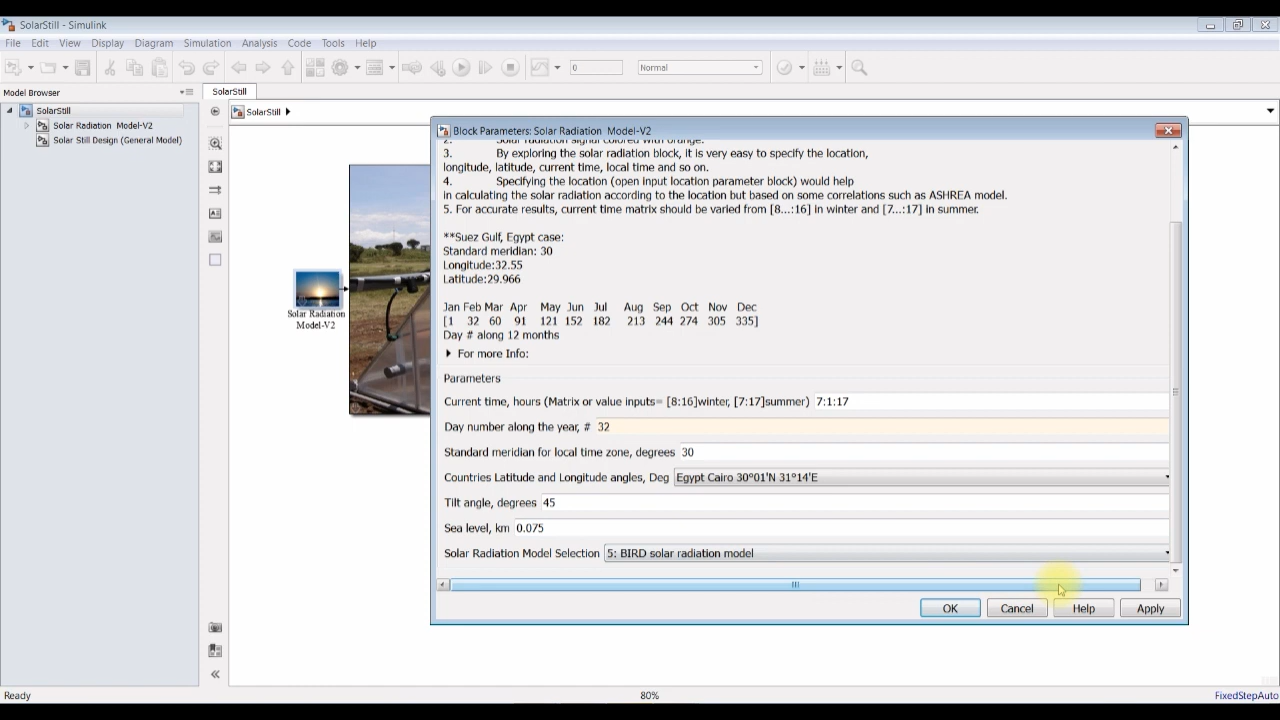 SolarStill - Simulink
File Edit View Display Diagram Simulation Analysis Code Tools Help
0
Normal
Model Browser
SolarStill
SolarStill
SolarStill
Solar Radiation Model-V2
Solar Still Design (General Model)
Solar Radiation
Model-V2
Block Parameters: Solar Radiation Model-V2
2. Solar radiation signal colored with orange.
3. By exploring the solar radiation block, it is very easy to specify the location,
longitude, latitude, current time, local time and so on.
4. Specifying the location (open input location parameter block) would help
in calculating the solar radiation according to the location but based on some correlations such as ASHREA model.
5. For accurate results, current time matrix should be varied from [8...:16] in winter and [7...:17] in summer.
**Suez Gulf, Egypt case:
Standard meridian: 30
Longitude:32.55
Latitude:29.966
Jan Feb Mar Apr May Jun Jul Aug Sep Oct Nov Dec
[1 32 60 91 121 152 182 213 244 274 305 335]
Day # along 12 months
For more Info:
Parameters
Current time, hours (Matrix or value inputs= [8:16]winter, [7:17]summer) 7:1:17
Day number along the year, # 32
Standard meridian for local time zone, degrees 30
Countries Latitude and Longitude angles, Deg Egypt Cairo 30º01'N 31º14'E
Tilt angle, degrees 45
Sea level, km 0.075
Solar Radiation Model Selection 5: BIRD solar radiation model
OK Cancel Help Apply
Ready
80%
FixedStepAuto